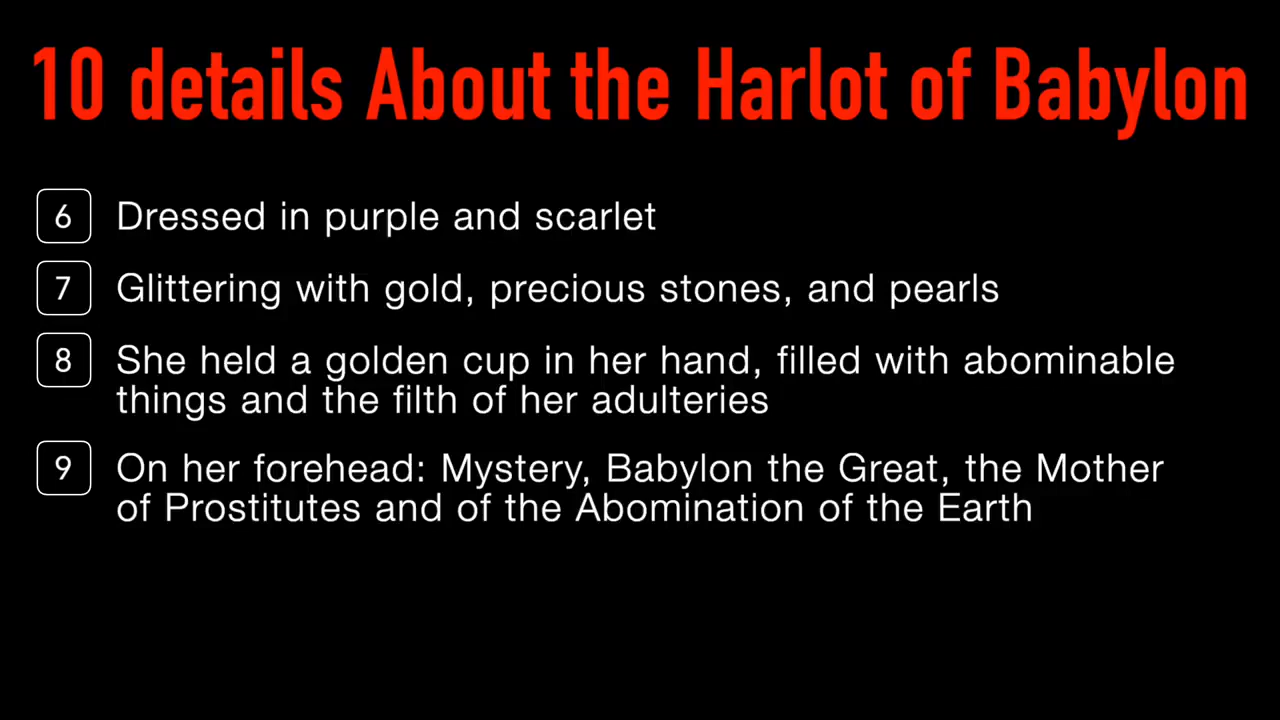 10 details About the Harlot of Babylon
6 Dressed in purple and scarlet
7 Glittering with gold, precious stones, and pearls
8 She held a golden cup in her hand, filled with abominable
things and the filth of her adulteries
9 On her forehead: Mystery, Babylon the Great, the Mother
of Prostitutes and of the Abomination of the Earth